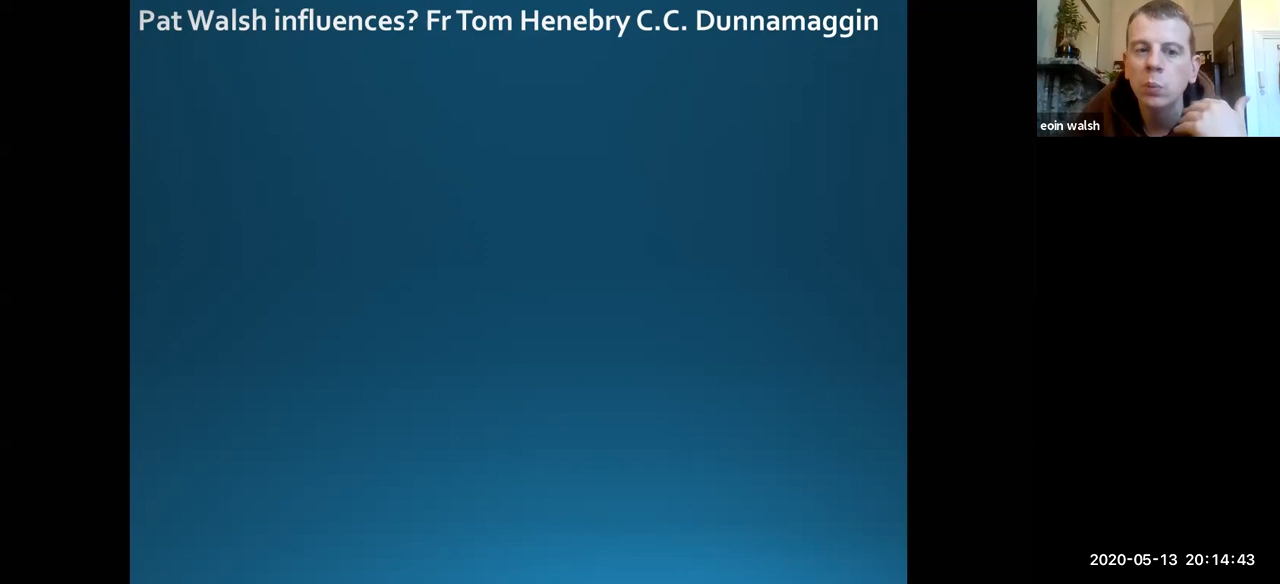 Pat Walsh influences? Fr Tom Henebry C.C. Dunnamaggin
eoin walsh
2020-05-13 20:14:43